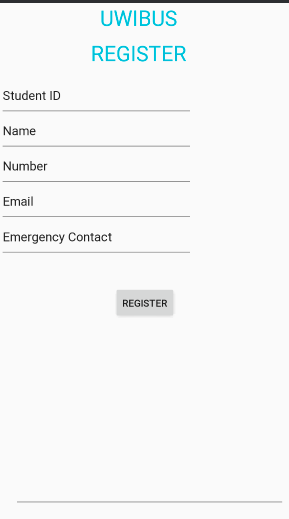 UWIBUS
REGISTER
Student ID
Name
Number
Email
Emergency Contact
REGISTER